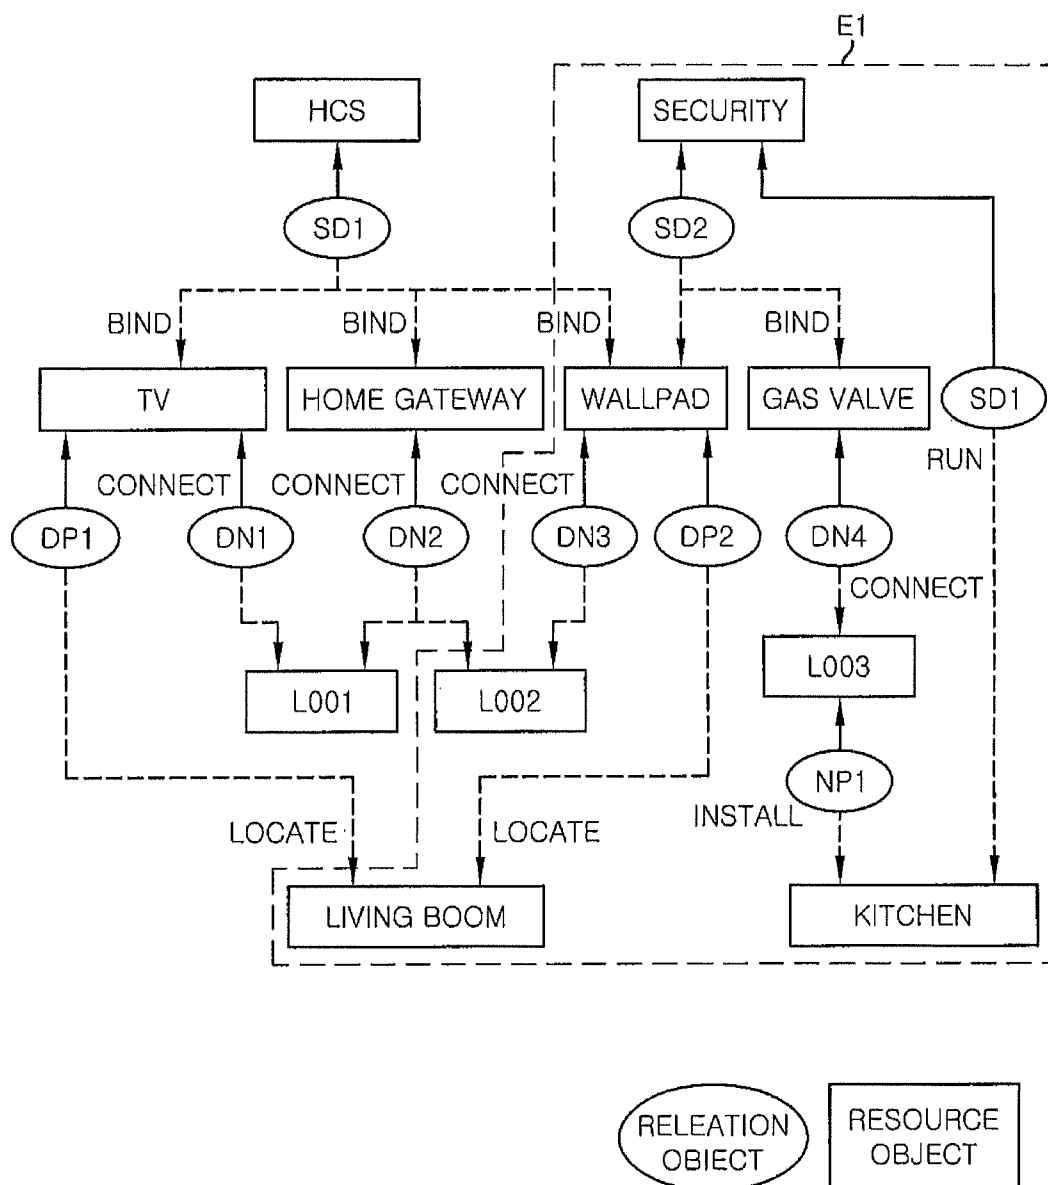 E1
HCS
SECURITY
SD1
SD2
BIND
BIND
BIND
BIND
TV
HOME GATEWAY
WALLPAD
GAS VALVE
SD1
RUN
CONNECT
CONNECT
CONNECT
DP1
DN1
DN2
DN3
DP2
DN4
CONNECT
L001
L002
L003
NP1
INSTALL
LOCATE
LOCATE
LIVING BOOM
KITCHEN
RELEATION
OBIECT
RESOURCE
OBJECT